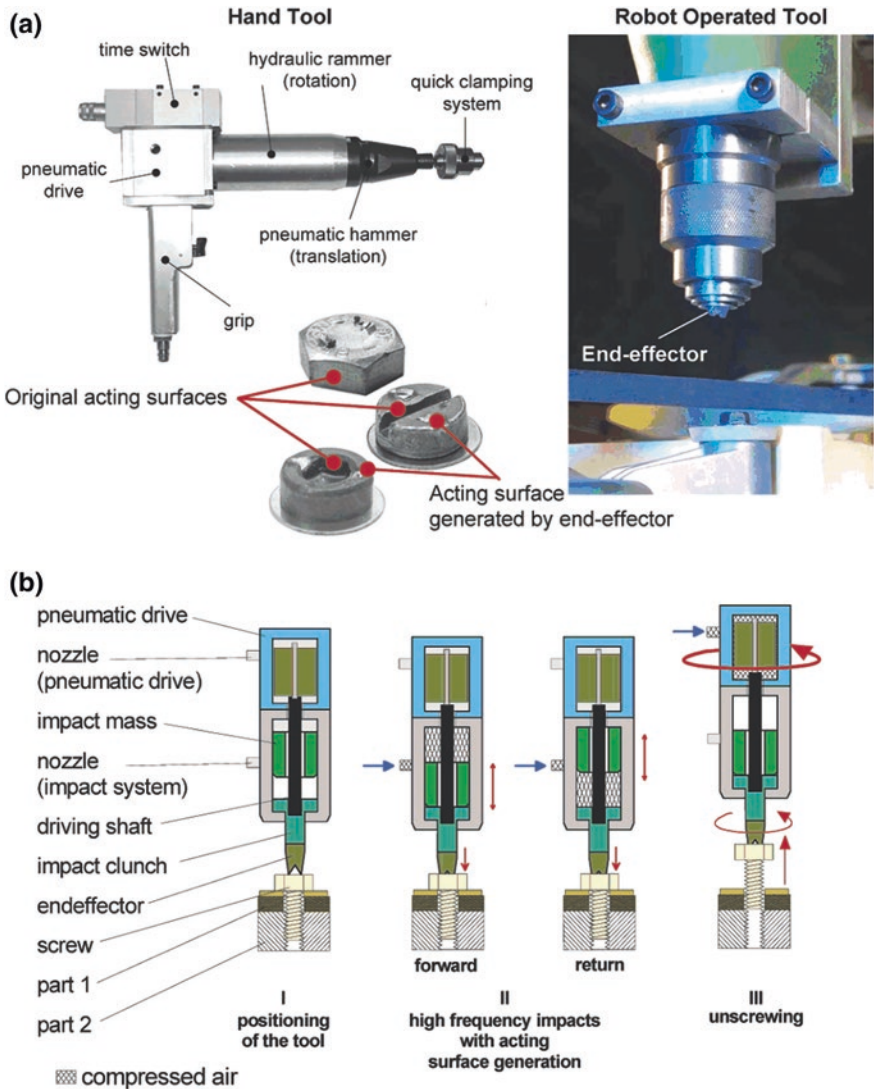 (a)
Hand Tool
Robot Operated Tool
time switch
hydraulic rammer
(rotation)
quick clamping
system
pneumatic
drive
pneumatic hammer
(translation)
grip
End-effector
Original acting surfaces
Acting surface
generated by end-effector
(b)
pneumatic drive
nozzle
(pneumatic drive)
impact mass
nozzle
(impact system)
driving shaft
impact clunch
endeffector
screw
part 1
part 2
forward
return
I
positioning
of the tool
II
high frequency impacts
with acting
surface generation
III
unscrewing
compressed air